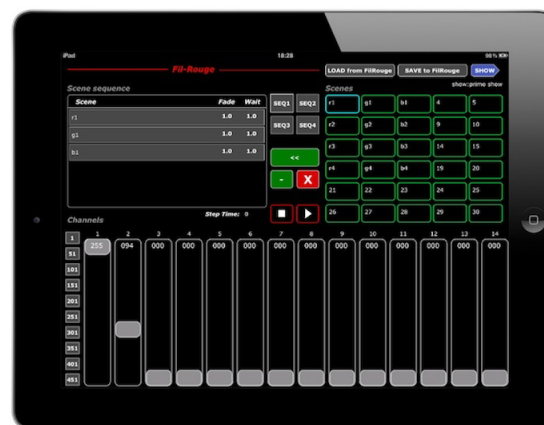 iPad 18:28 88%
Fil-Rouge
LOAD from FilRouge SAVE to FilRouge SHOW
Scene sequence
Scenes
show:prime show
Scene Fade Wait
r1 1.0 1.0
g1 1.0 1.0
b1 1.0 1.0
SEQ1 SEQ2
SEQ3 SEQ4
<<
- X
Step Time: 0
r1 g1 b1 4 5
r2 g2 b2 9 10
r3 g3 b3 14 15
r4 g4 b4 19 20
21 22 23 24 25
26 27 28 29 30
Channels
1 2 3 4 5 6 7 8 9 10 11 12 13 14
255 094 000 000 000 000 000 000 000 000 000 000 000 000
1
51
101
151
201
251
301
351
401
451